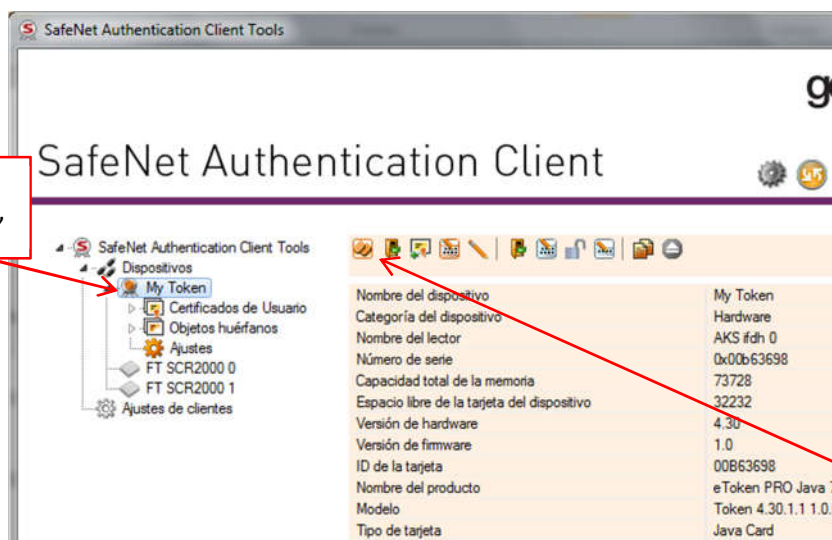 SafeNet Authentication Client Tools
SafeNet Authentication Client
SafeNet Authentication Client Tools
Dispositivos
My Token
Certificados de Usuario
Objetos huérfanos
Ajustes
FT SCR2000 0
FT SCR2000 1
Ajustes de clientes
Nombre del dispositivo My Token
Categoría del dispositivo Hardware
Nombre del lector AKS ifdh 0
Número de serie 0x00b63698
Capacidad total de la memoria 73728
Espacio libre de la tarjeta del dispositivo 32232
Versión de hardware 4.30
Versión de firmware 1.0
ID de la tarjeta 00B63698
Nombre del producto eToken PRO Java
Modelo Token 4.30.1.1 1.0.
Tipo de tarjeta Java Card